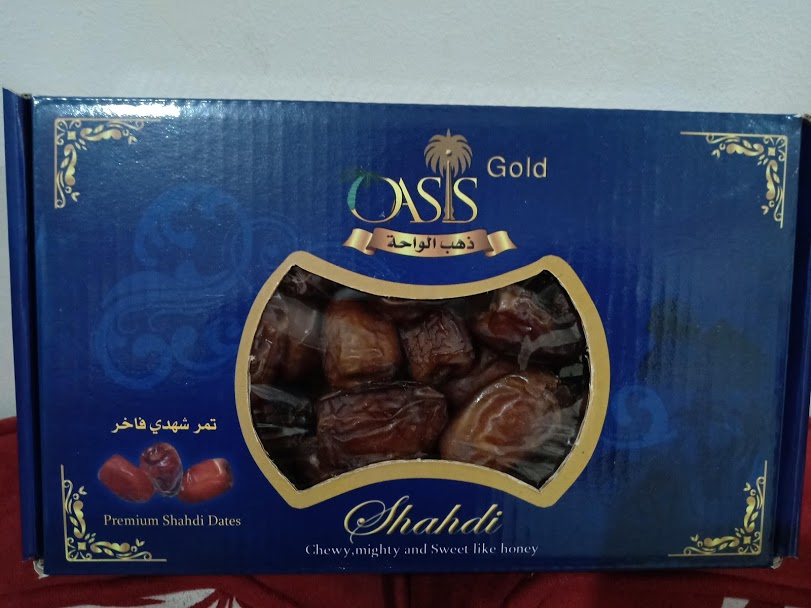 OASIS Gold
ذهب الواحة
تمر شهدي فاخر
Premium Shahdi Dates
Shahdi
Chewy,mighty and Sweet like honey